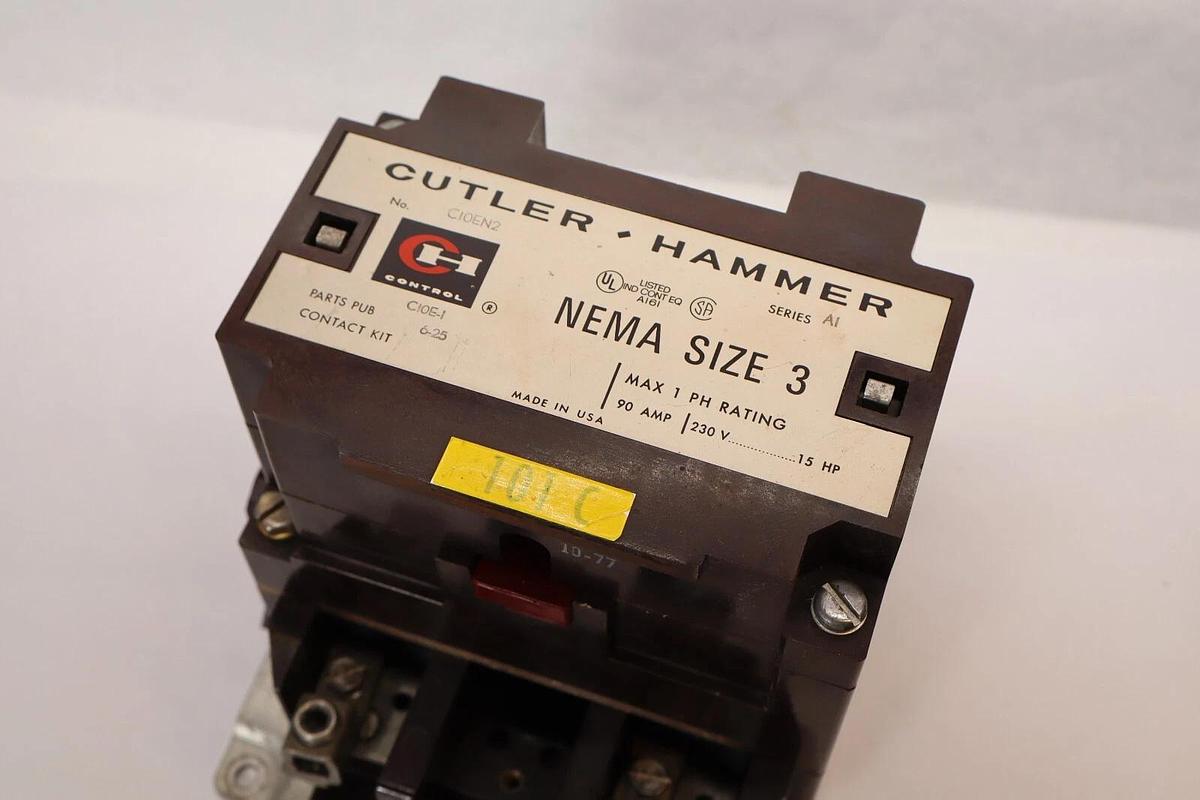 CUTLER ♦ HAMMER
No. C10EN2
CH
CONTROL
®
PARTS PUB C10E-1
CONTACT KIT 6-25
UL LISTED
IND CONT EQ
A161
SA
SERIES A1
NEMA SIZE 3
MADE IN USA
MAX 1 PH RATING
90 AMP 230 V...................15 HP
101 C
10-77